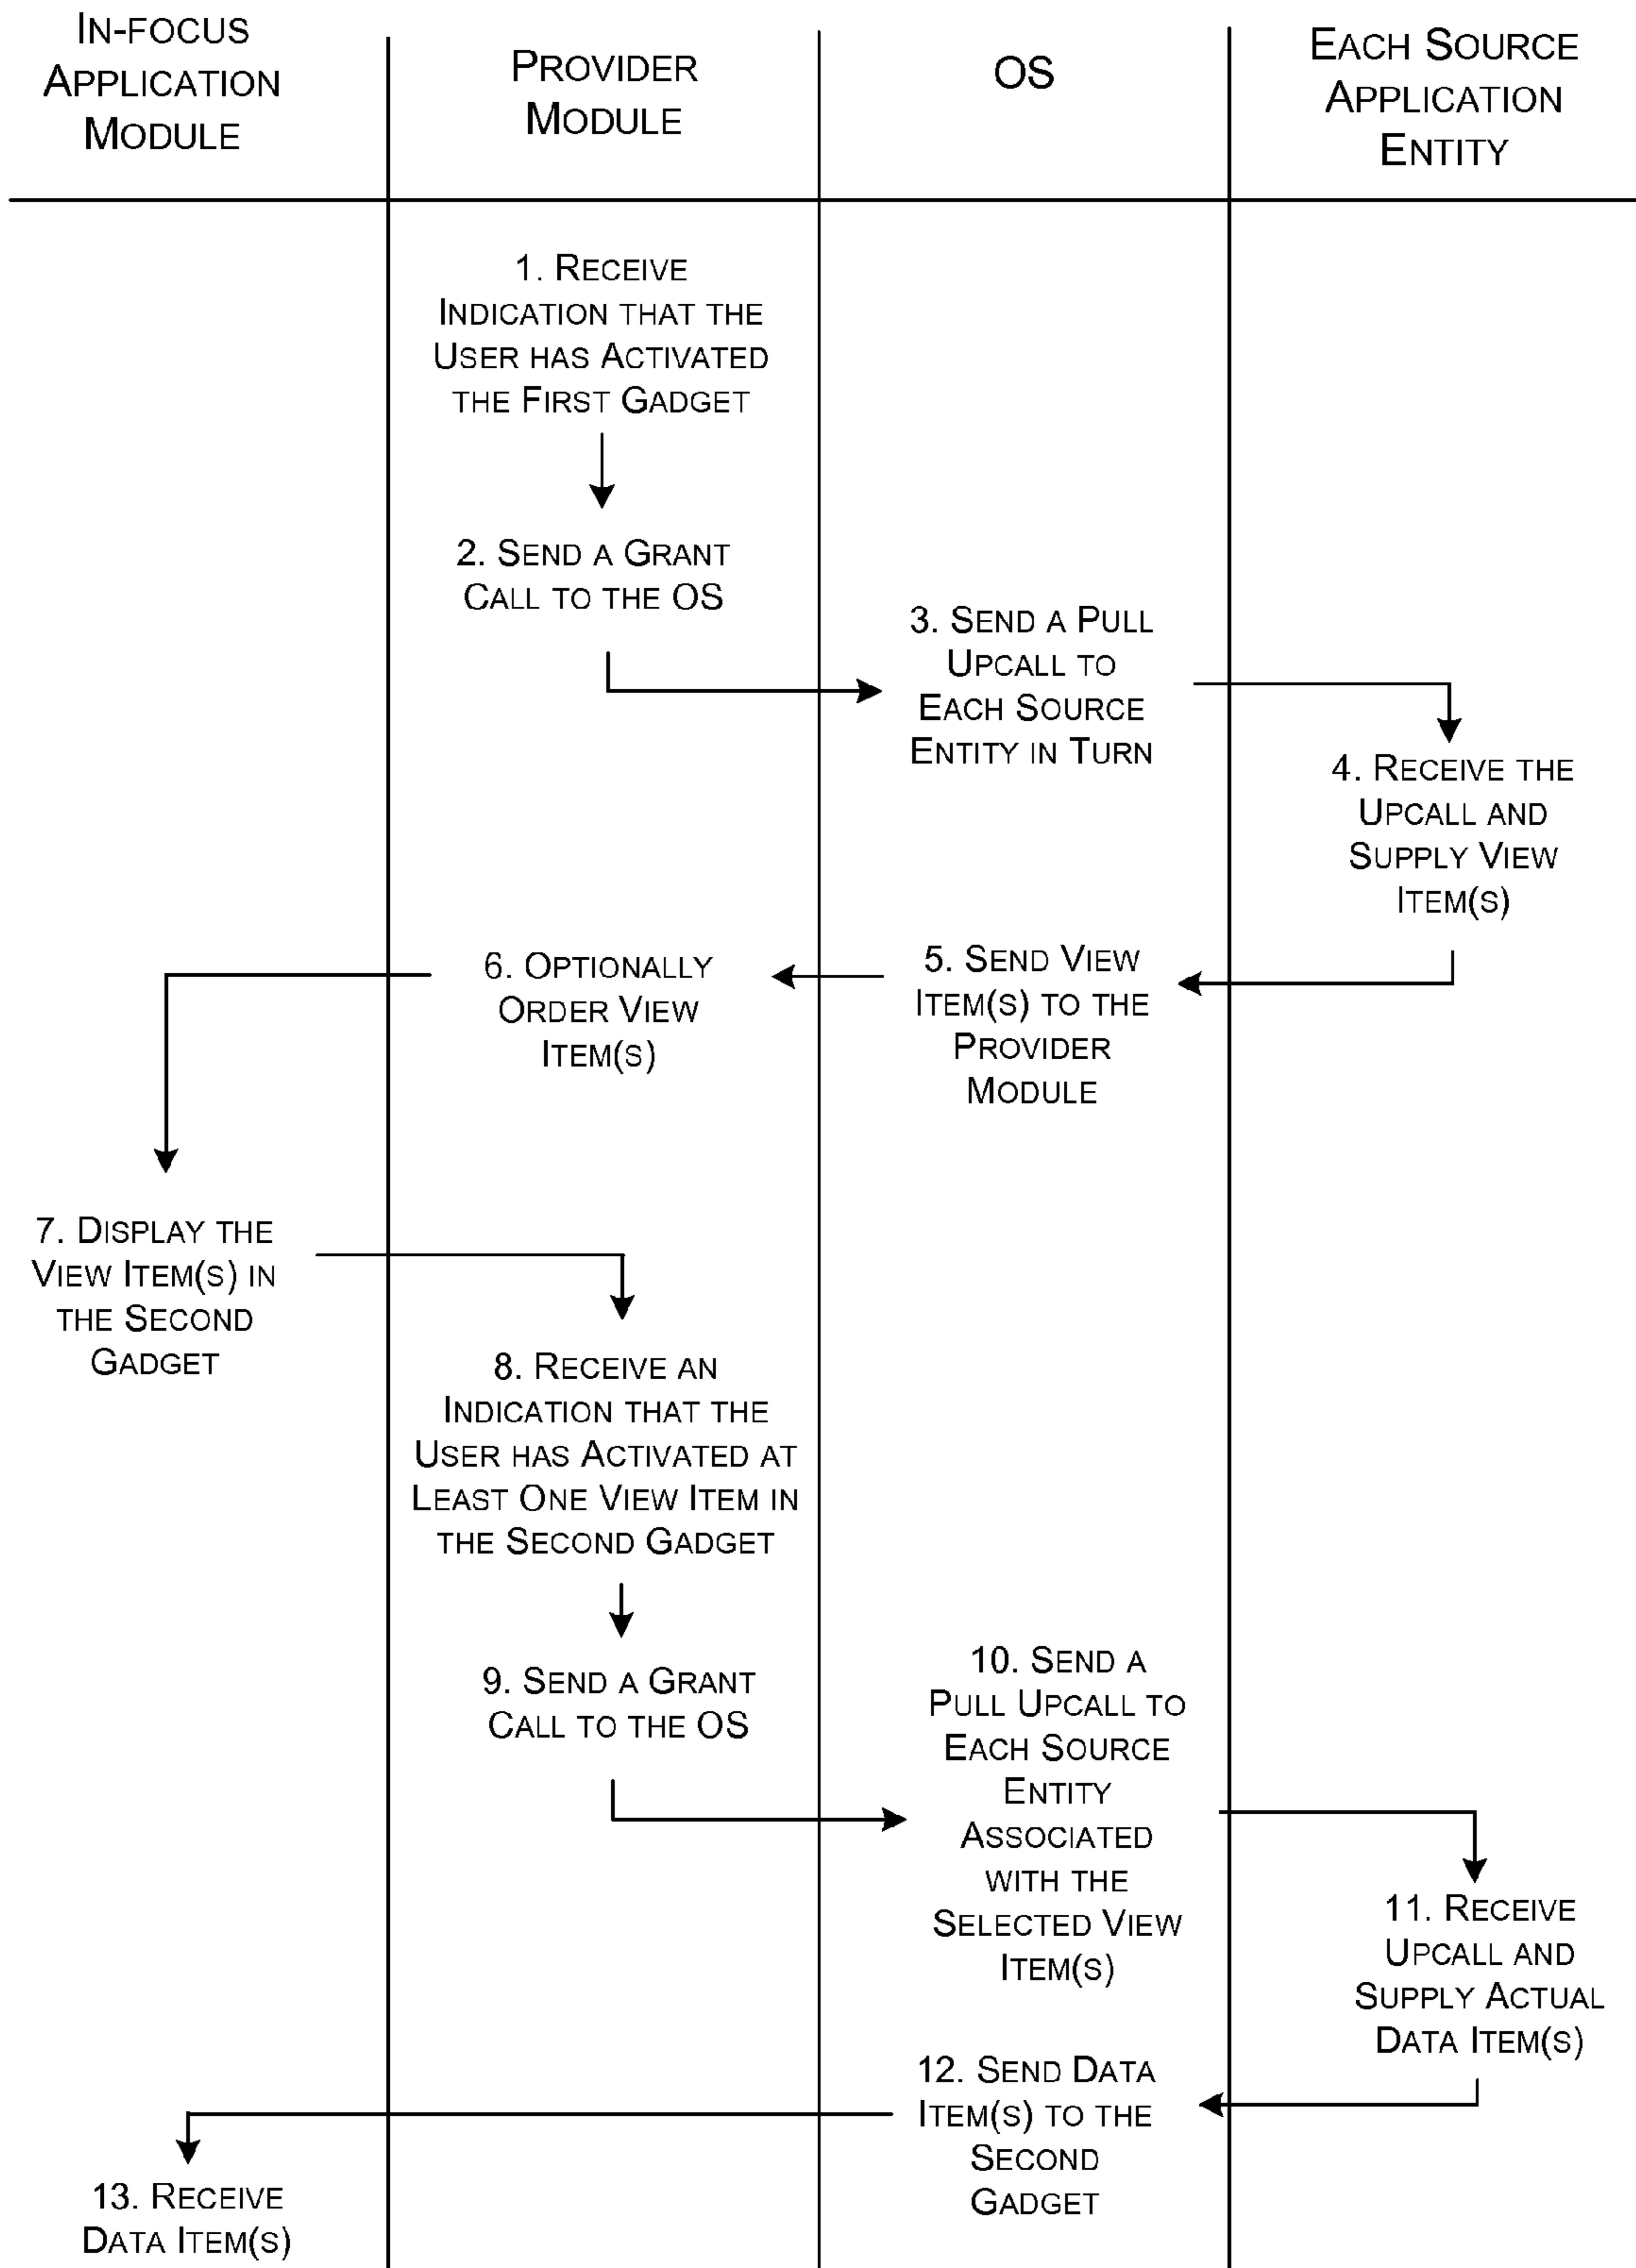 IN-FOCUS
APPLICATION
MODULE
PROVIDER
MODULE
OS
EACH SOURCE
APPLICATION
ENTITY
1. RECEIVE
INDICATION THAT THE
USER HAS ACTIVATED
THE FIRST GADGET
2. SEND A GRANT
CALL TO THE OS
3. SEND A PULL
UPCALL TO
EACH SOURCE
ENTITY IN TURN
4. RECEIVE THE
UPCALL AND
SUPPLY VIEW
ITEM(S)
5. SEND VIEW
ITEM(S) TO THE
PROVIDER
MODULE
6. OPTIONALLY
ORDER VIEW
ITEM(S)
7. DISPLAY THE
VIEW ITEM(S) IN
THE SECOND
GADGET
8. RECEIVE AN
INDICATION THAT THE
USER HAS ACTIVATED AT
LEAST ONE VIEW ITEM IN
THE SECOND GADGET
9. SEND A GRANT
CALL TO THE OS
10. SEND A
PULL UPCALL TO
EACH SOURCE
ENTITY
ASSOCIATED
WITH THE
SELECTED VIEW
ITEM(S)
11. RECEIVE
UPCALL AND
SUPPLY ACTUAL
DATA ITEM(S)
12. SEND DATA
ITEM(S) TO THE
SECOND
GADGET
13. RECEIVE
DATA ITEM(S)